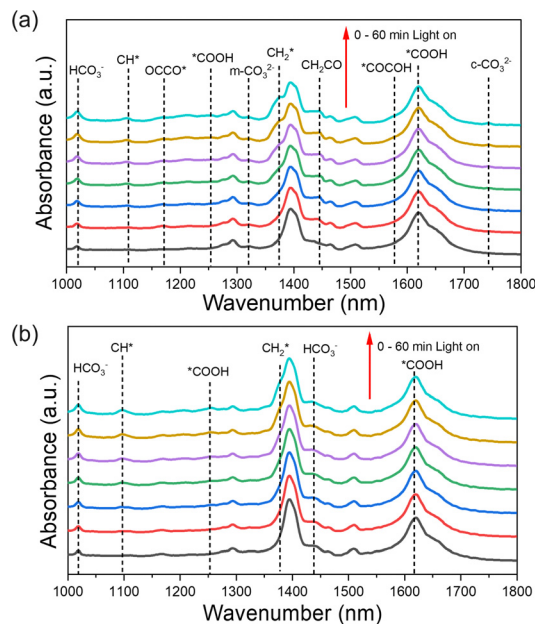 (a)
0 - 60 min Light on
HCO₃⁻
CH*
OCCO*
*COOH
m-CO₃²⁻
CH₂*
CH₂CO
*COCOH
*COOH
c-CO₃²⁻
Absorbance (a.u.)
1000 1100 1200 1300 1400 1500 1600 1700 1800
Wavenumber (nm)
(b)
0 - 60 min Light on
HCO₃⁻
CH*
*COOH
CH₂*
HCO₃⁻
*COOH
Absorbance (a.u.)
1000 1100 1200 1300 1400 1500 1600 1700 1800
Wavenumber (nm)